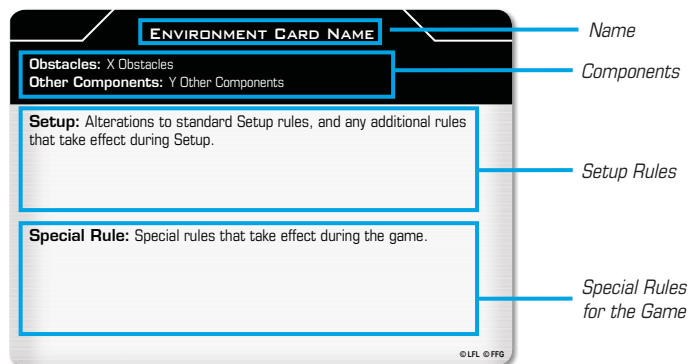 Environment Card Name
Name
Obstacles: X Obstacles
Other Components: Y Other Components
Components
Setup: Alterations to standard Setup rules, and any additional rules
that take effect during Setup.
Setup Rules
Special Rule: Special rules that take effect during the game.
Special Rules
for the Game
© LFL © FFG